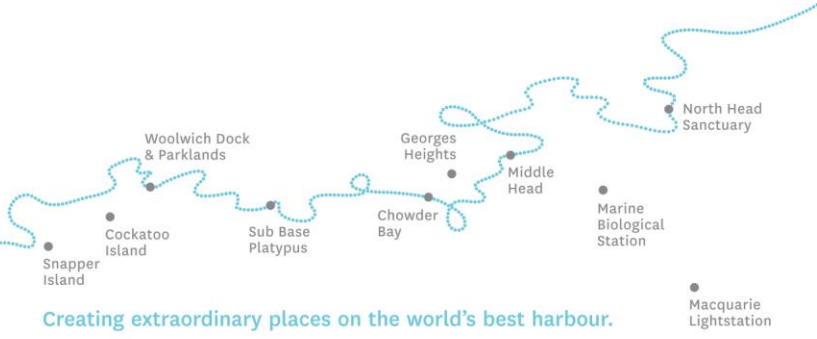 North Head
Sanctuary
Woolwich Dock
& Parklands
Georges
Heights
Middle
Head
Marine
Biological
Station
Chowder
Bay
Sub Base
Platypus
Cockatoo
Island
Snapper
Island
Macquarie
Lightstation
Creating extraordinary places on the world's best harbour.